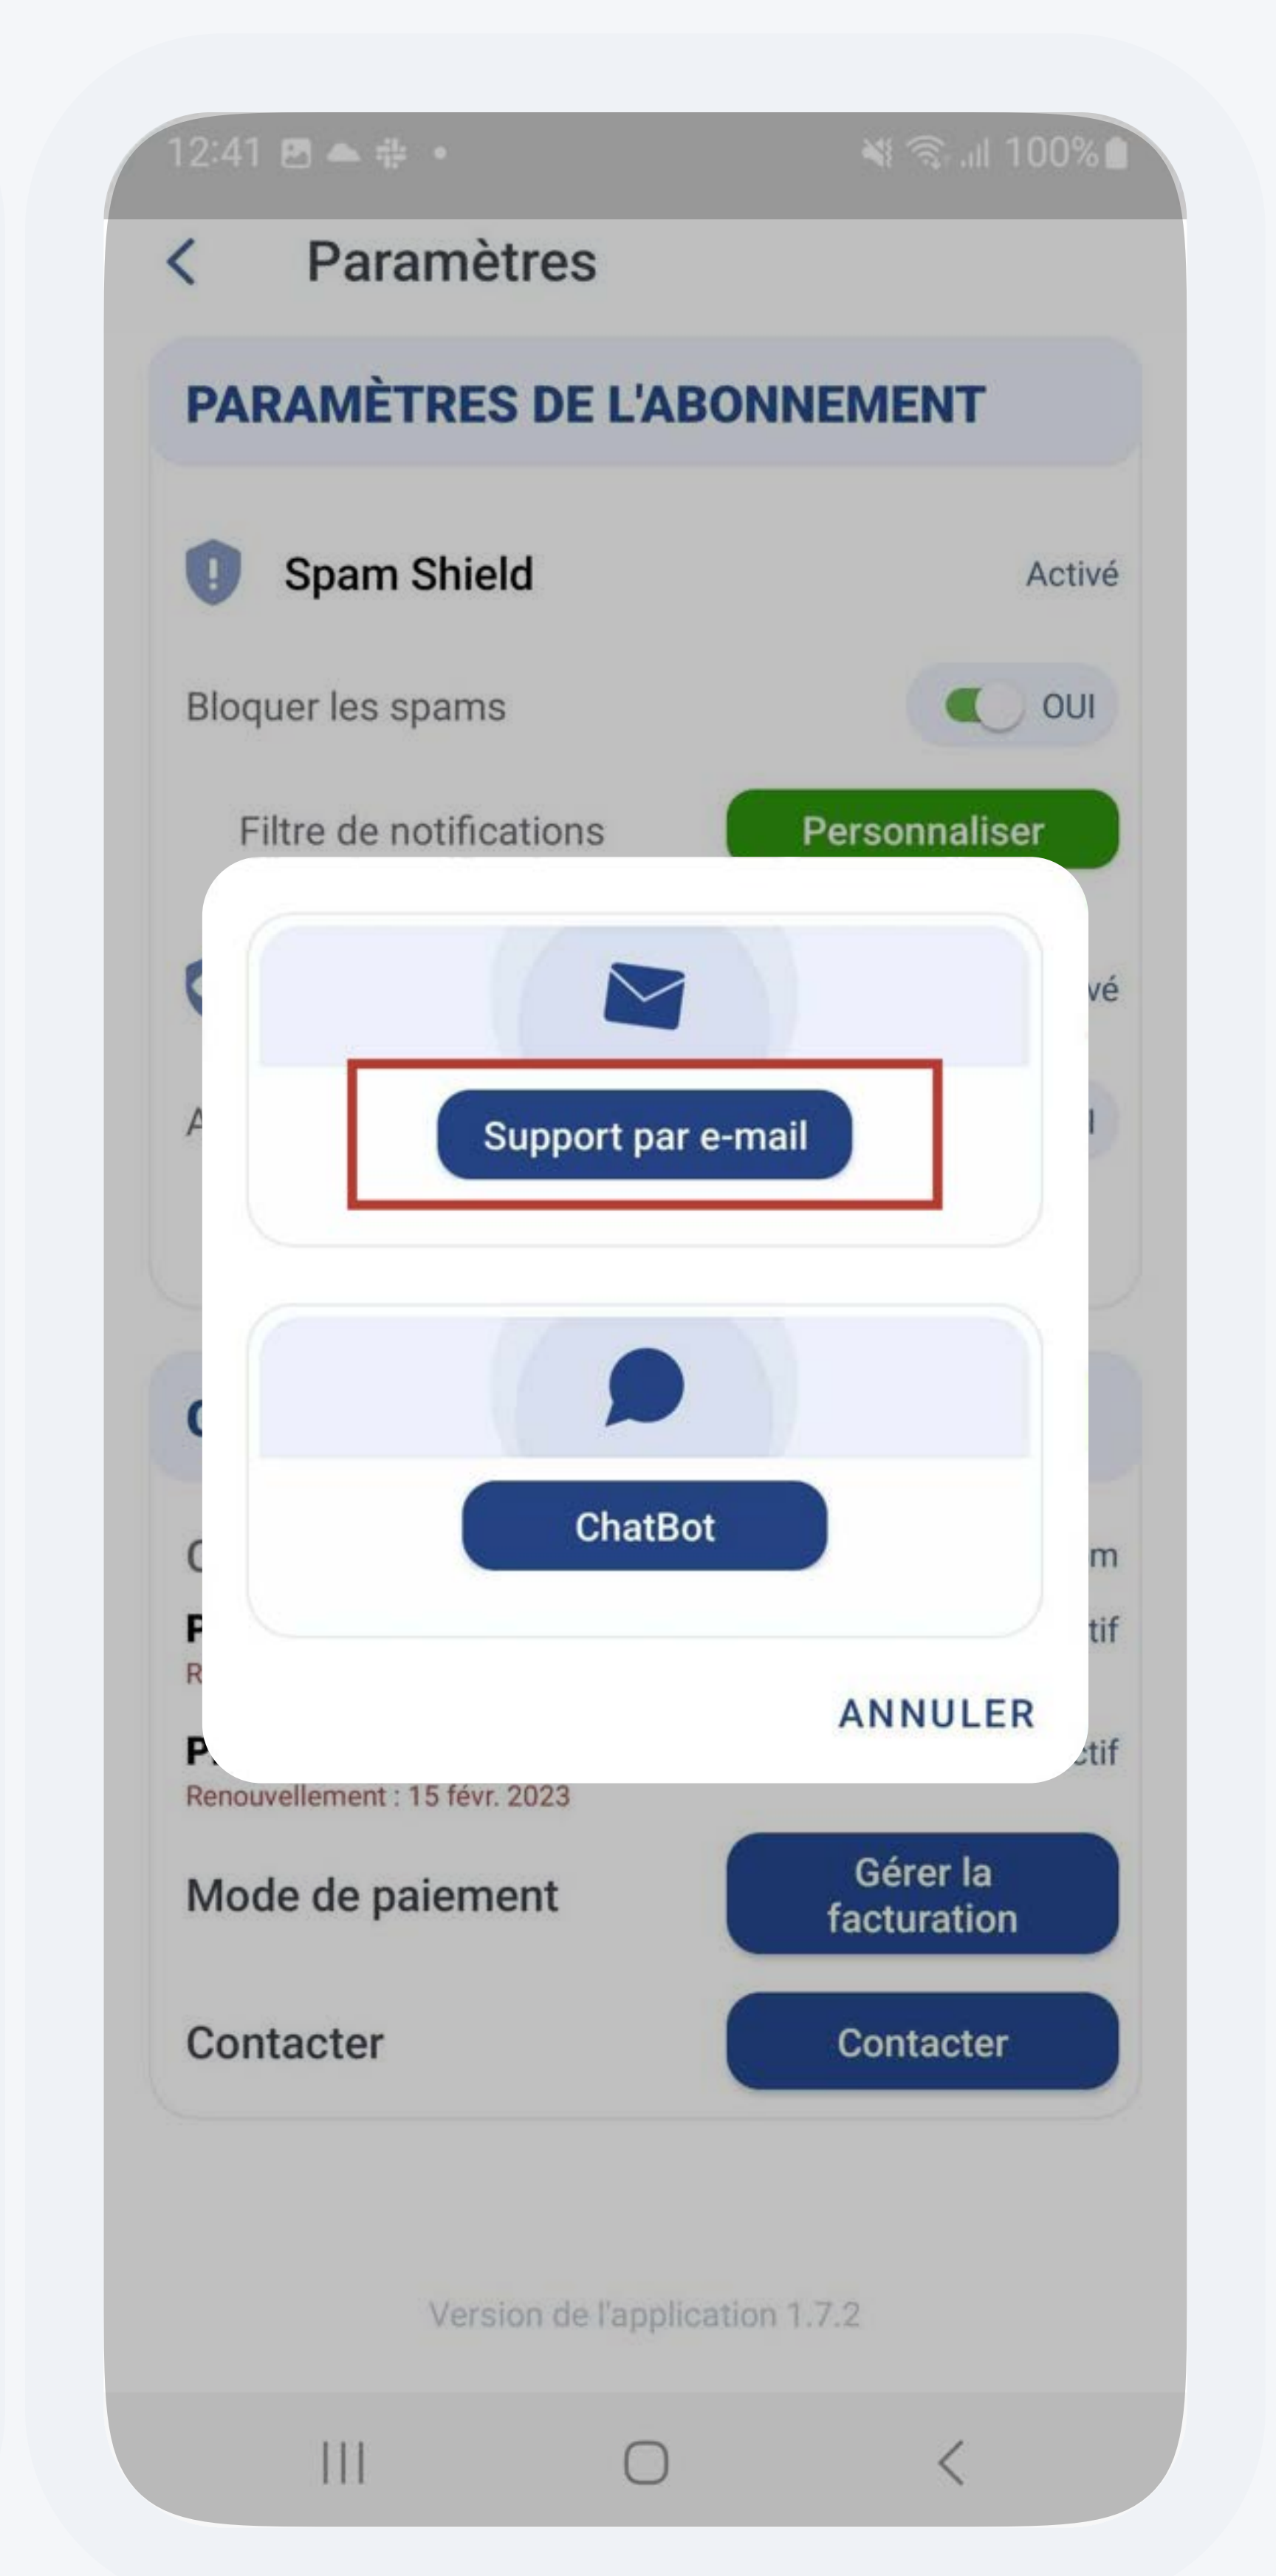 12:41
100%
Paramètres
PARAMÈTRES DE L'ABONNEMENT
Spam Shield
Activé
Bloquer les spams
OUI
Filtre de notifications
Personnaliser
Support par e-mail
ChatBot
ANNULER
Renouvellement : 15 févr. 2023
Mode de paiement
Gérer la
facturation
Contacter
Contacter
Version de l'application 1.7.2